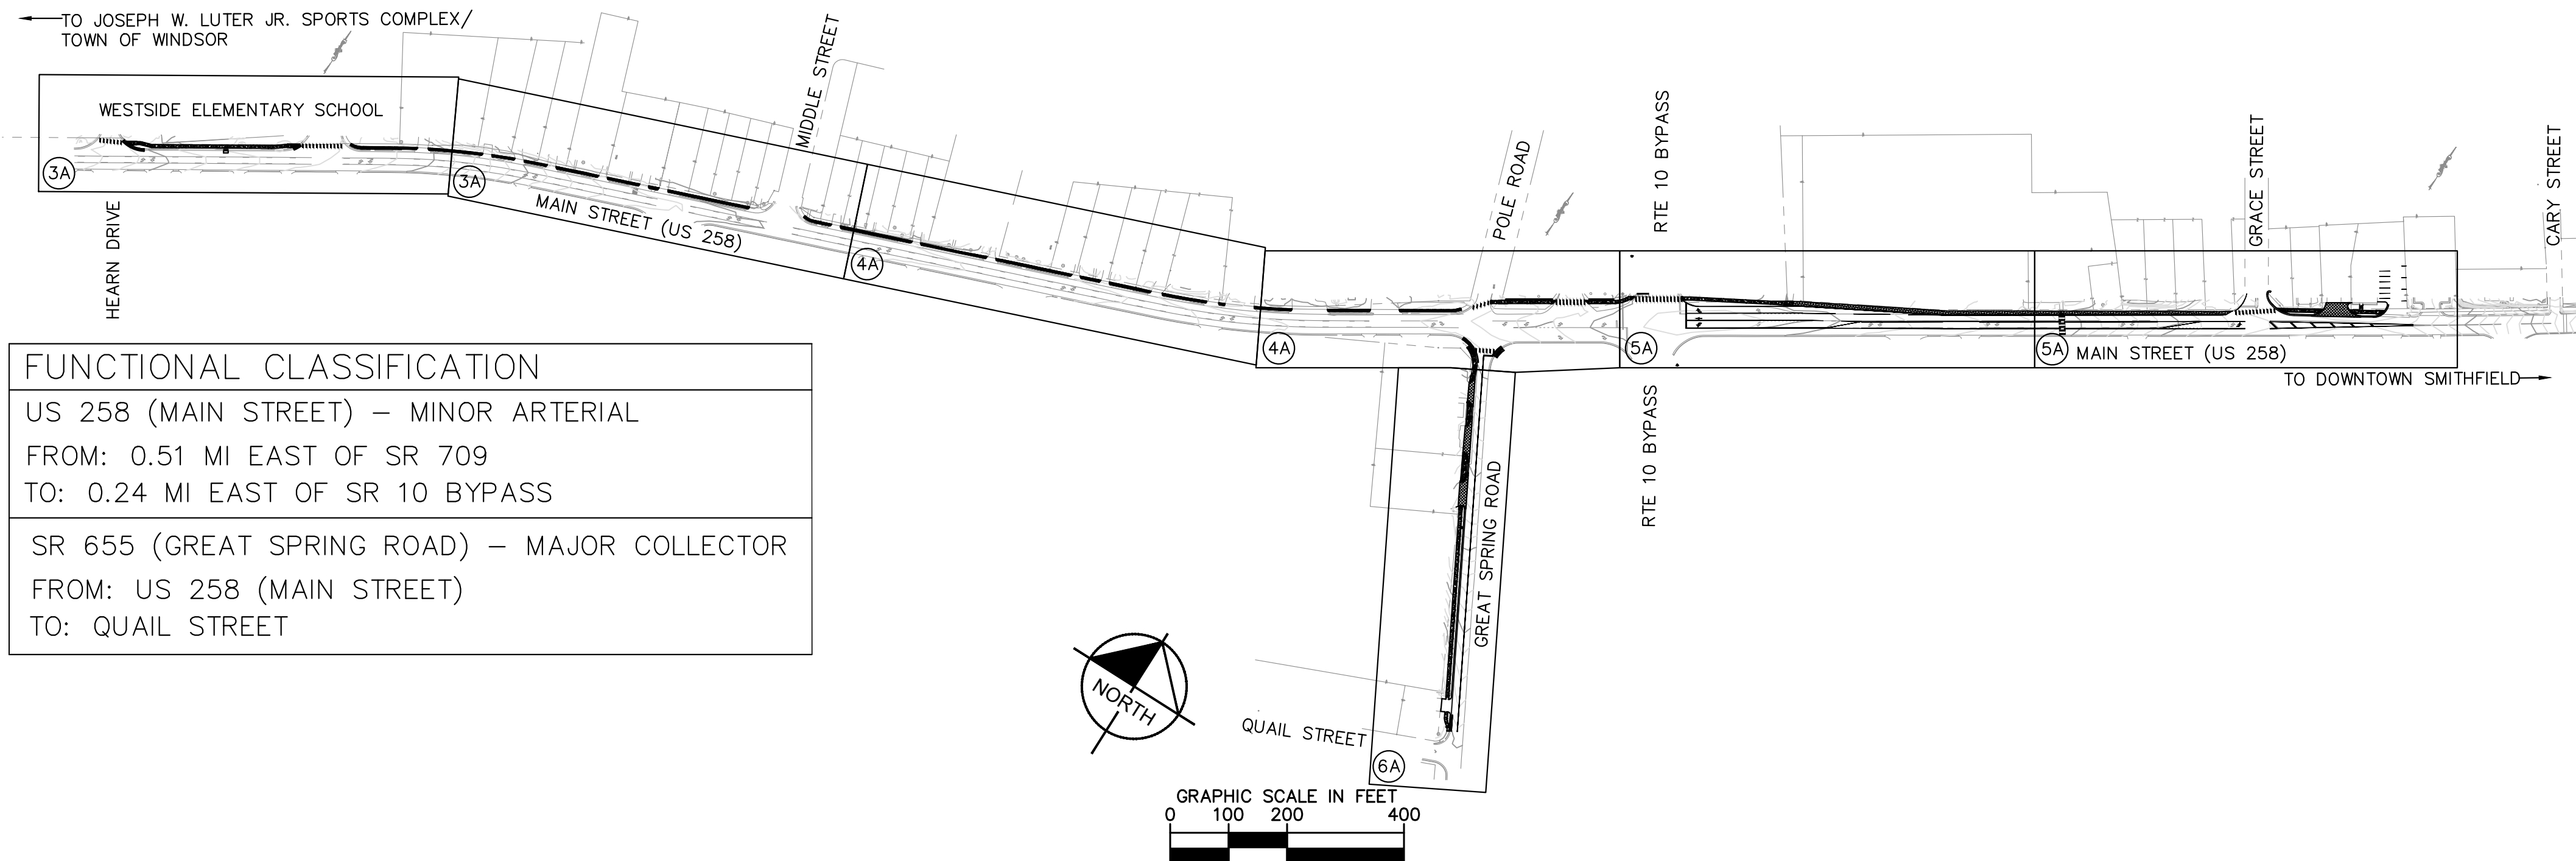 TO JOSEPH W. LUTER JR. SPORTS COMPLEX/
TOWN OF WINDSOR
WESTSIDE ELEMENTARY SCHOOL
3A
HEARN DRIVE
3A
MAIN STREET (US 258)
MIDDLE STREET
4A
POLE ROAD
4A
RTE 10 BYPASS
5A
RTE 10 BYPASS
GRACE STREET
5A
MAIN STREET (US 258)
CARY STREET
TO DOWNTOWN SMITHFIELD
FUNCTIONAL CLASSIFICATION
US 258 (MAIN STREET) – MINOR ARTERIAL
FROM: 0.51 MI EAST OF SR 709
TO: 0.24 MI EAST OF SR 10 BYPASS
SR 655 (GREAT SPRING ROAD) – MAJOR COLLECTOR
FROM: US 258 (MAIN STREET)
TO: QUAIL STREET
GREAT SPRING ROAD
NORTH
QUAIL STREET
6A
GRAPHIC SCALE IN FEET
0 100 200 400